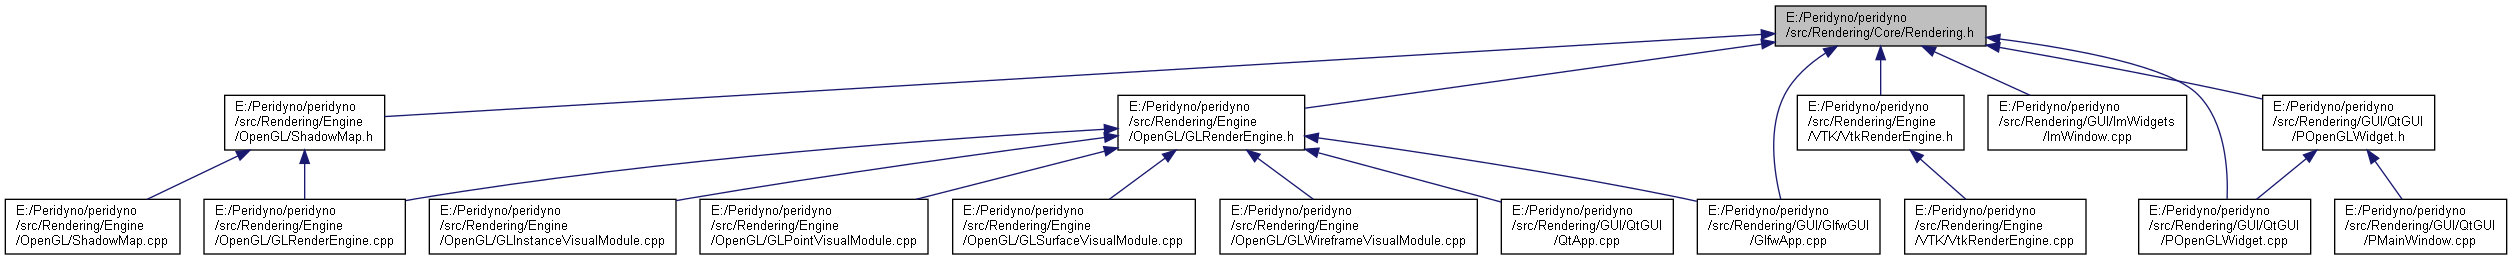 E:/Peridyno/peridyno
/src/Rendering/Core/Rendering.h
E:/Peridyno/peridyno
/src/Rendering/Engine
/OpenGL/ShadowMap.h
E:/Peridyno/peridyno
/src/Rendering/Engine
/OpenGL/GLRenderEngine.h
E:/Peridyno/peridyno
/src/Rendering/Engine
/VTK/VtkRenderEngine.h
E:/Peridyno/peridyno
/src/Rendering/GUI/ImWidgets
/ImWindow.cpp
E:/Peridyno/peridyno
/src/Rendering/GUI/QtGUI
/POpenGLWidget.h
E:/Peridyno/peridyno
/src/Rendering/Engine
/OpenGL/ShadowMap.cpp
E:/Peridyno/peridyno
/src/Rendering/Engine
/OpenGL/GLRenderEngine.cpp
E:/Peridyno/peridyno
/src/Rendering/Engine
/OpenGL/GLInstanceVisualModule.cpp
E:/Peridyno/peridyno
/src/Rendering/Engine
/OpenGL/GLPointVisualModule.cpp
E:/Peridyno/peridyno
/src/Rendering/Engine
/OpenGL/GLSurfaceVisualModule.cpp
E:/Peridyno/peridyno
/src/Rendering/Engine
/OpenGL/GLWireframeVisualModule.cpp
E:/Peridyno/peridyno
/src/Rendering/GUI/QtGUI
/QtApp.cpp
E:/Peridyno/peridyno
/src/Rendering/GUI/GlfwGUI
/GlfwApp.cpp
E:/Peridyno/peridyno
/src/Rendering/Engine
/VTK/VtkRenderEngine.cpp
E:/Peridyno/peridyno
/src/Rendering/GUI/QtGUI
/POpenGLWidget.cpp
E:/Peridyno/peridyno
/src/Rendering/GUI/QtGUI
/PMainWindow.cpp